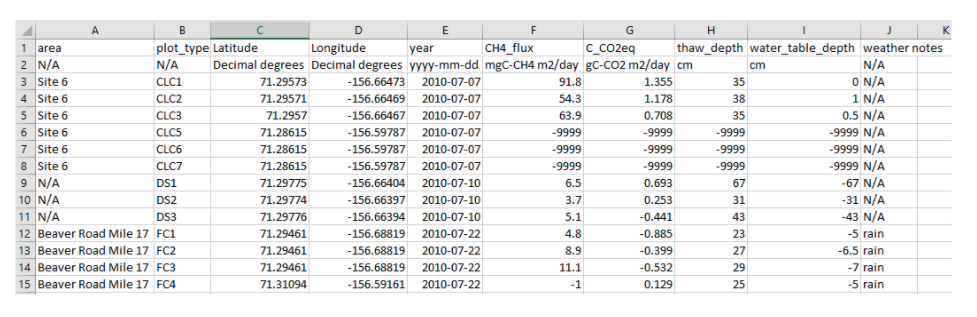 A B C D E F G H I J K
1 area plot_type Latitude Longitude year CH4_flux C_CO2eq thaw_depth water_table_depth weather notes
2 N/A N/A Decimal degrees Decimal degrees yyyy-mm-dd mgC-CH4 m2/day gC-CO2 m2/day cm cm N/A
3 Site 6 CLC1 71.29573 -156.66473 2010-07-07 91.8 1.355 35 0 N/A
4 Site 6 CLC2 71.29571 -156.66469 2010-07-07 54.3 1.178 38 1 N/A
5 Site 6 CLC3 71.2957 -156.66467 2010-07-07 63.9 0.708 35 0.5 N/A
6 Site 6 CLC5 71.28615 -156.59787 2010-07-07 -9999 -9999 -9999 -9999 N/A
7 Site 6 CLC6 71.28615 -156.59787 2010-07-07 -9999 -9999 -9999 -9999 N/A
8 Site 6 CLC7 71.28615 -156.59787 2010-07-07 -9999 -9999 -9999 -9999 N/A
9 N/A DS1 71.29775 -156.66404 2010-07-10 6.5 0.693 67 -67 N/A
10 N/A DS2 71.29774 -156.66397 2010-07-10 3.7 0.253 31 -31 N/A
11 N/A DS3 71.29776 -156.66394 2010-07-10 5.1 -0.441 43 -43 N/A
12 Beaver Road Mile 17 FC1 71.29461 -156.68819 2010-07-22 4.8 -0.885 23 -5 rain
13 Beaver Road Mile 17 FC2 71.29461 -156.68819 2010-07-22 8.9 -0.399 27 -6.5 rain
14 Beaver Road Mile 17 FC3 71.29461 -156.68819 2010-07-22 11.1 -0.532 29 -7 rain
15 Beaver Road Mile 17 FC4 71.31094 -156.59161 2010-07-22 -1 0.129 25 -5 rain